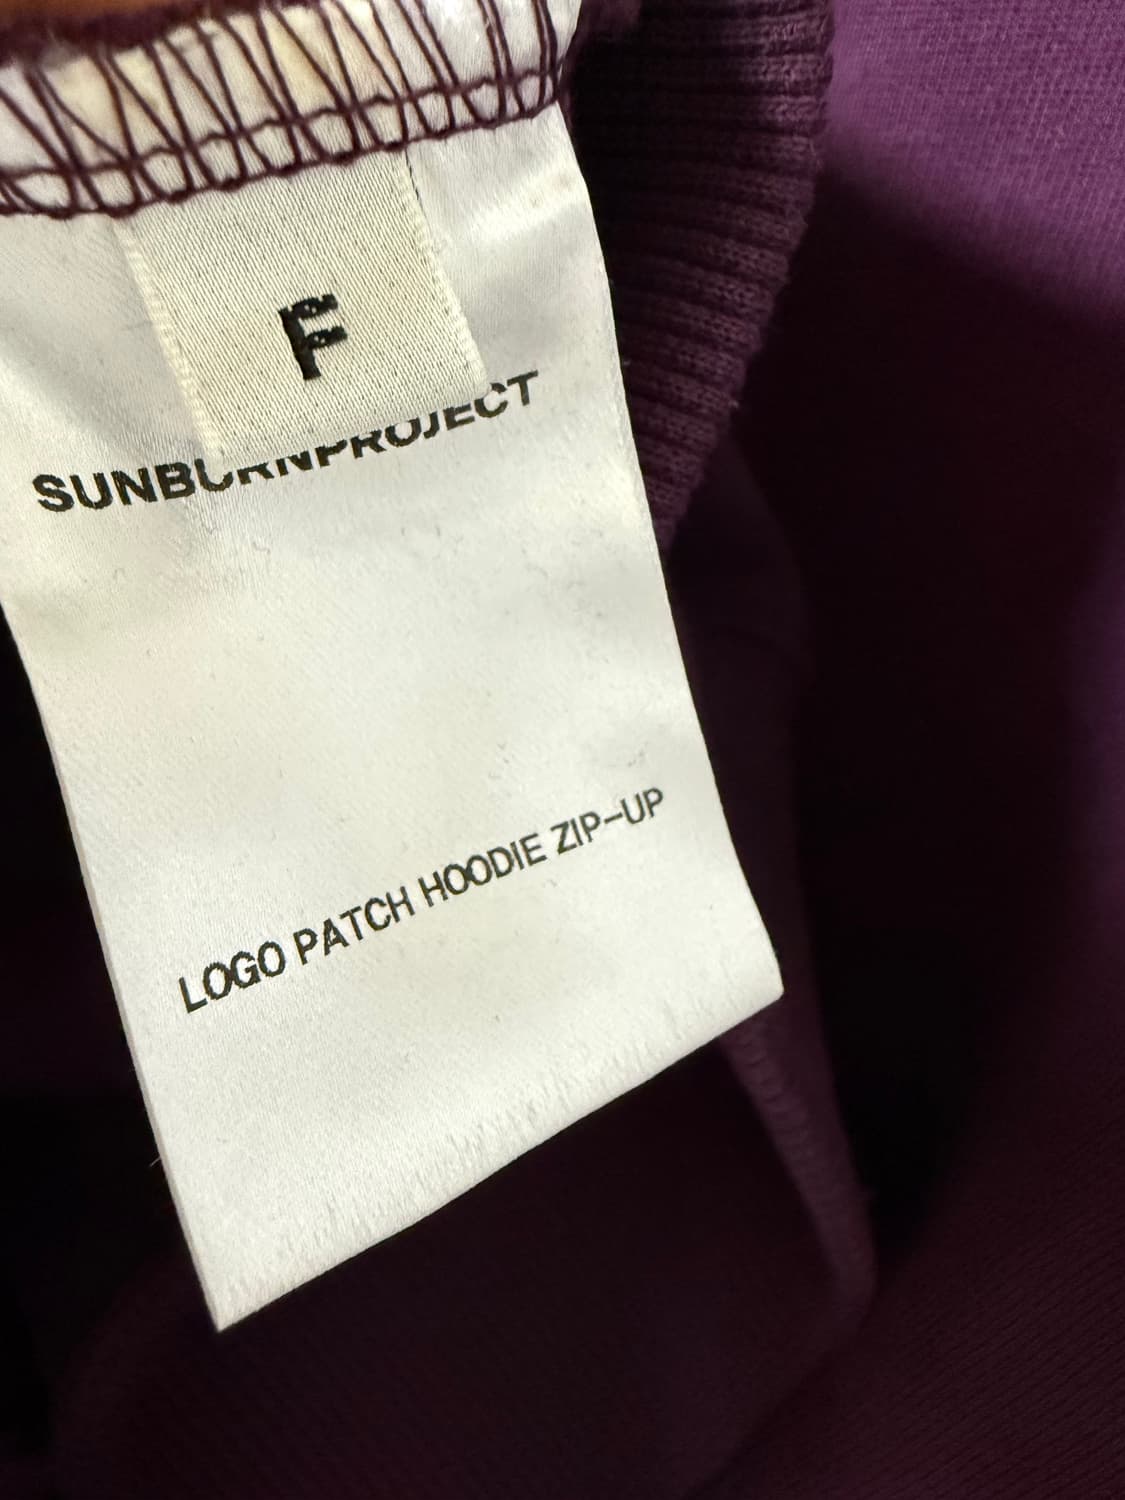 F
SUNBURNPROJECT
LOGO PATCH HOODIE ZIP-UP